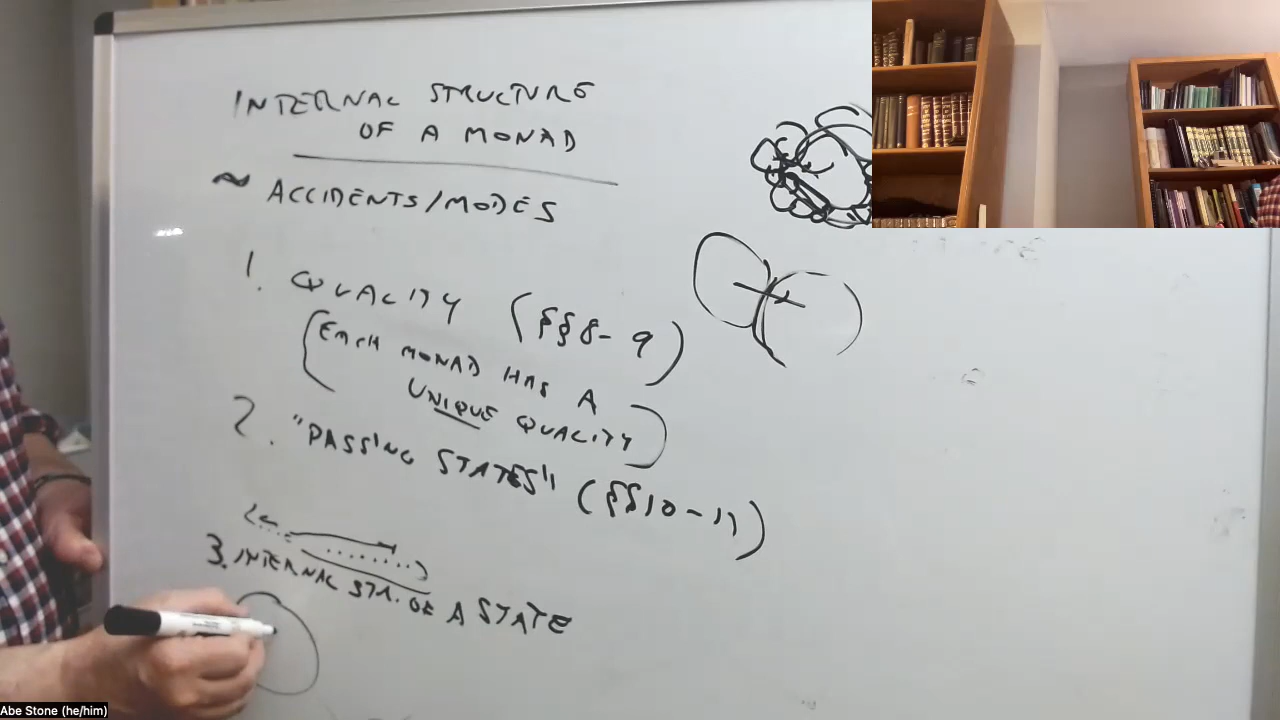 INTERNAL STRUCTURE
OF A MONAD
~ ACCIDENTS/MODES
1. QUALITY (§§8-9)
(EACH MONAD HAS A
UNIQUE QUALITY)
2. "PASSING STATES" (§§10-11)
3. INTERNAL STR. OF A STATE
Abe Stone (he/him)